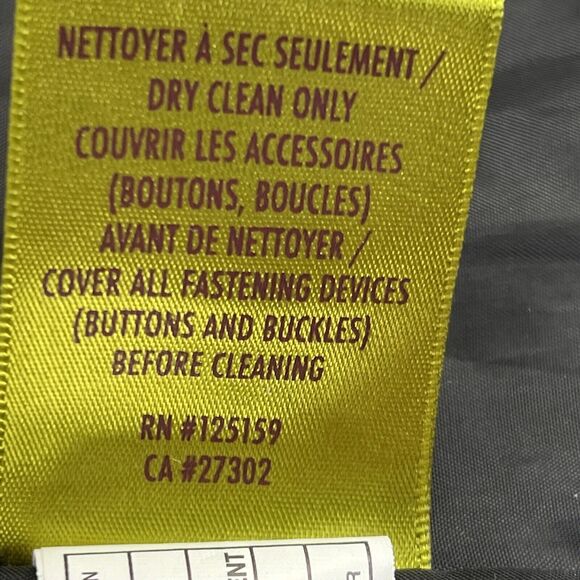 NETTOYER À SEC SEULEMENT /
DRY CLEAN ONLY
COUVRIR LES ACCESSOIRES
(BOUTONS, BOUCLES)
AVANT DE NETTOYER /
COVER ALL FASTENING DEVICES
(BUTTONS AND BUCKLES)
BEFORE CLEANING
RN #125159
CA #27302